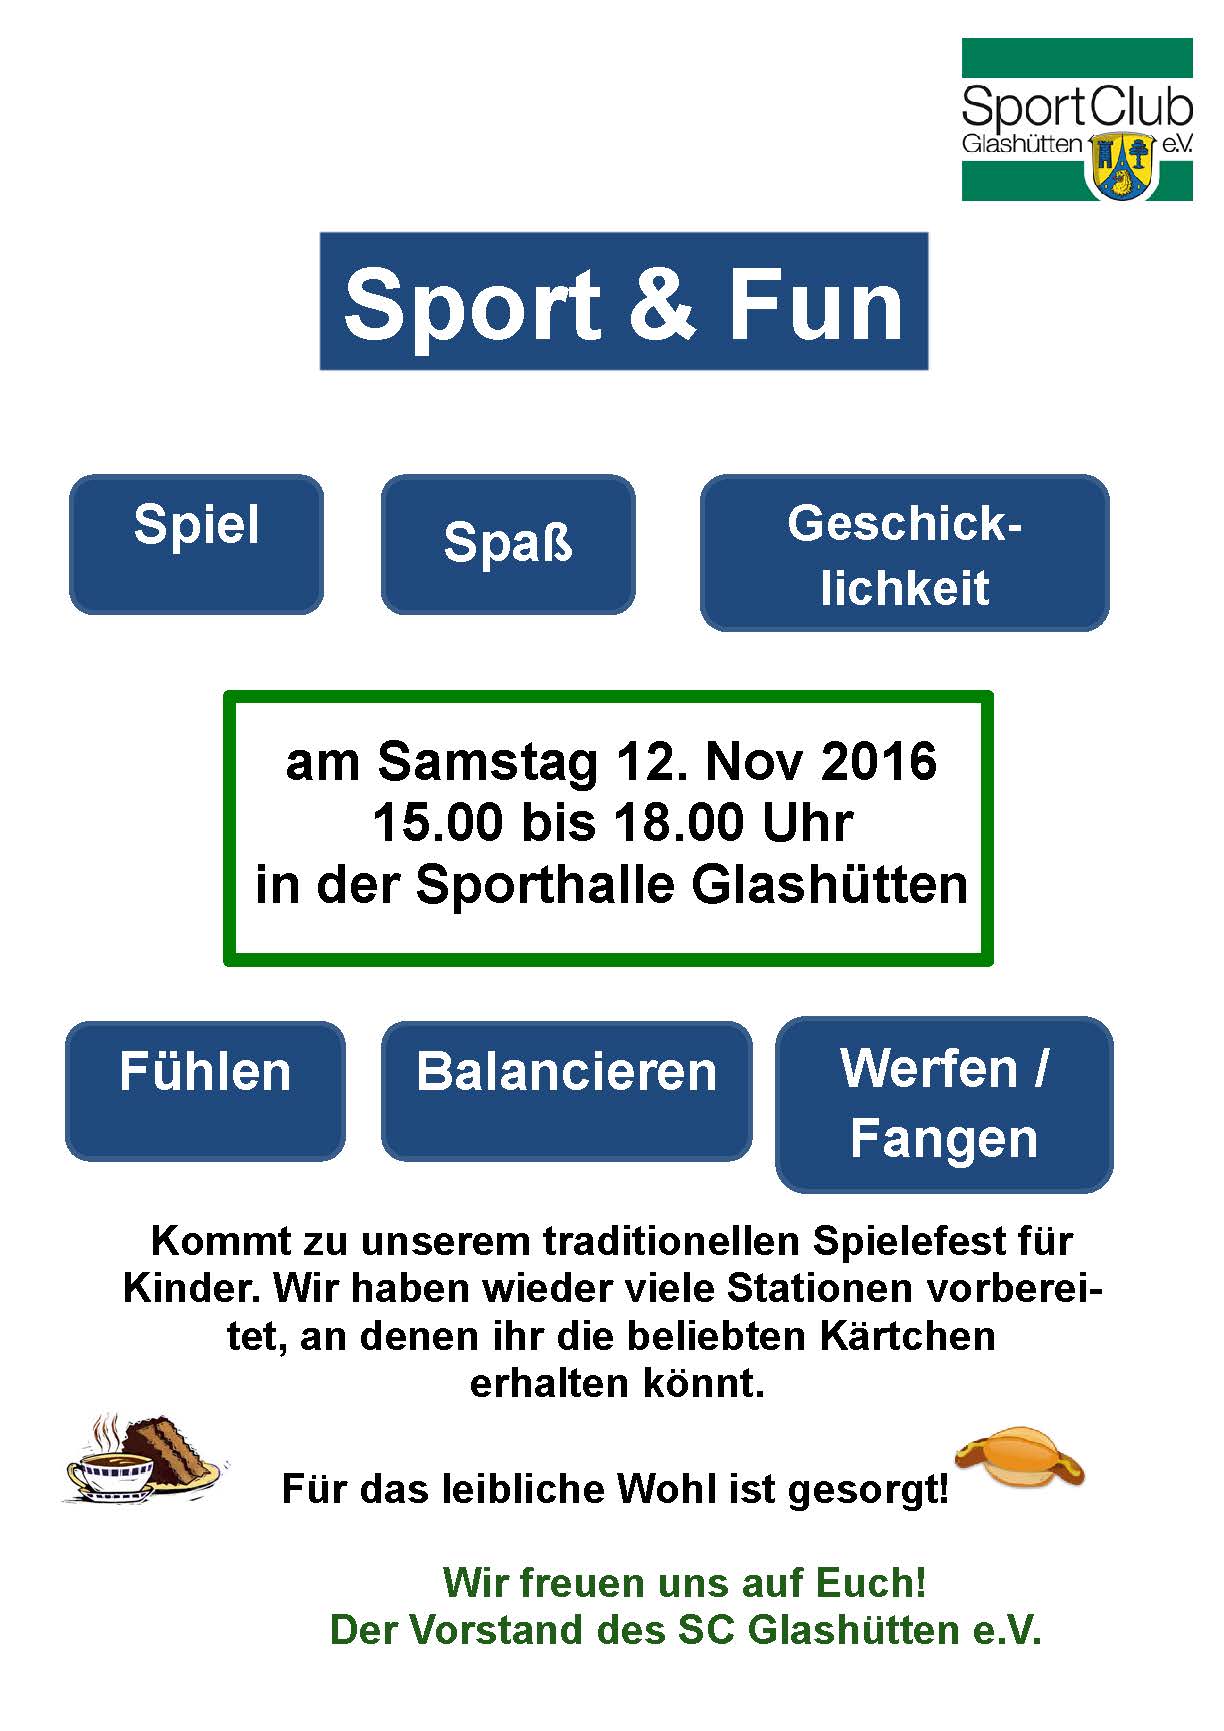 SportClub
Glashütten e.V.
Sport & Fun
Spiel
Spaß
Geschick-
lichkeit
am Samstag 12. Nov 2016
15.00 bis 18.00 Uhr
in der Sporthalle Glashütten
Fühlen
Balancieren
Werfen /
Fangen
Kommt zu unserem traditionellen Spielefest für
Kinder. Wir haben wieder viele Stationen vorberei-
tet, an denen ihr die beliebten Kärtchen
erhalten könnt.
Für das leibliche Wohl ist gesorgt!
Wir freuen uns auf Euch!
Der Vorstand des SC Glashütten e.V.